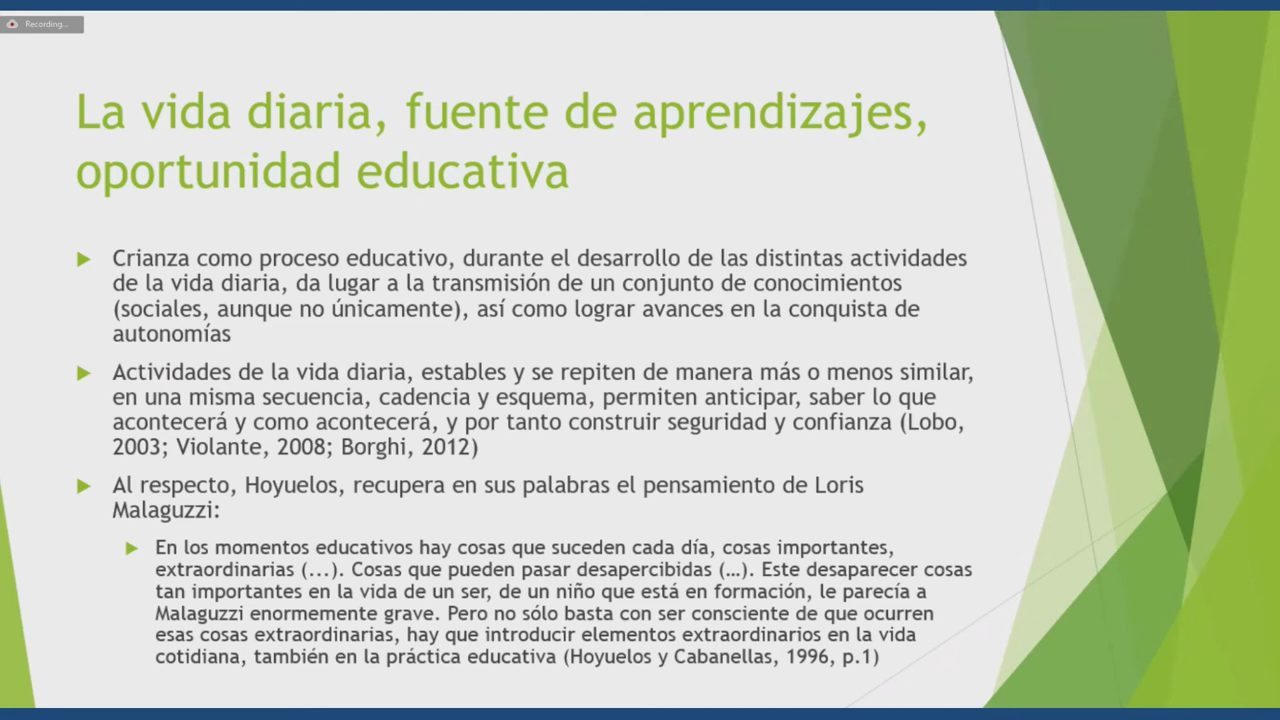 Recording...
La vida diaria, fuente de aprendizajes,
oportunidad educativa
Crianza como proceso educativo, durante el desarrollo de las distintas actividades
de la vida diaria, da lugar a la transmisión de un conjunto de conocimientos
(sociales, aunque no únicamente), así como lograr avances en la conquista de
autonomías
Actividades de la vida diaria, estables y se repiten de manera más o menos similar,
en una misma secuencia, cadencia y esquema, permiten anticipar, saber lo que
acontecerá y como acontecerá, y por tanto construir seguridad y confianza (Lobo,
2003; Violante, 2008; Borghi, 2012)
Al respecto, Hoyuelos, recupera en sus palabras el pensamiento de Loris
Malaguzzi:
En los momentos educativos hay cosas que suceden cada día, cosas importantes,
extraordinarias (...). Cosas que pueden pasar desapercibidas (…). Este desaparecer cosas
tan importantes en la vida de un ser, de un niño que está en formación, le parecía a
Malaguzzi enormemente grave. Pero no sólo basta con ser consciente de que ocurren
esas cosas extraordinarias, hay que introducir elementos extraordinarios en la vida
cotidiana, también en la práctica educativa (Hoyuelos y Cabanellas, 1996, p.1)